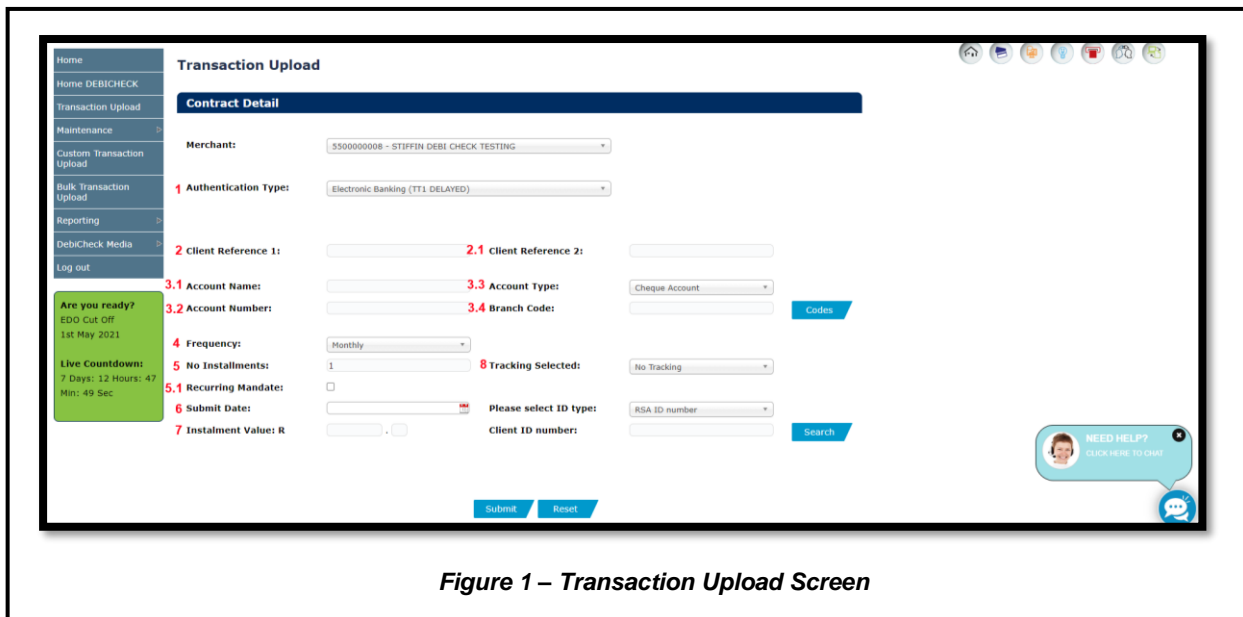 Home
Home DEBICHECK
Transaction Upload
Maintenance
Custom Transaction
Upload
Bulk Transaction
Upload
Reporting
DebiCheck Media
Log out
Are you ready?
EDO Cut Off
1st May 2021
Live Countdown:
7 Days: 12 Hours: 47
Min: 49 Sec
Transaction Upload
Contract Detail
Merchant: 5500000008 - STIFFIN DEBI CHECK TESTING
1 Authentication Type: Electronic Banking (TT1 DELAYED)
2 Client Reference 1: 2.1 Client Reference 2:
3.1 Account Name: 3.3 Account Type: Cheque Account
3.2 Account Number: 3.4 Branch Code: Codes
4 Frequency: Monthly
5 No Installments: 1 8 Tracking Selected: No Tracking
5.1 Recurring Mandate:
6 Submit Date: Please select ID type: RSA ID number
7 Instalment Value: R . Client ID number: Search
Submit Reset
NEED HELP?
CLICK HERE TO CHAT
Figure 1 – Transaction Upload Screen